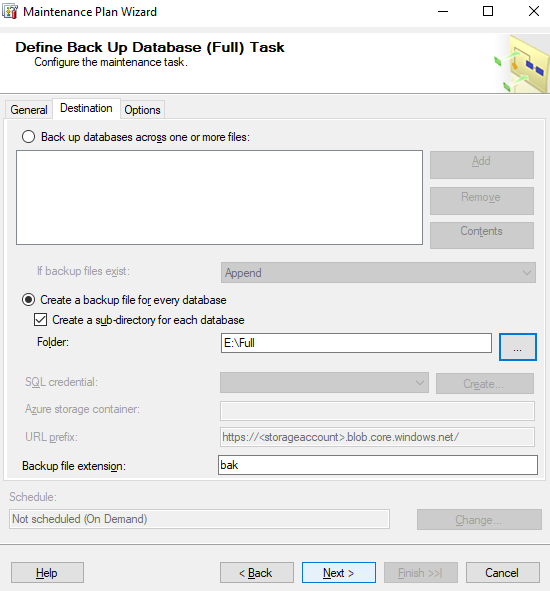 Maintenance Plan Wizard
Define Back Up Database (Full) Task
Configure the maintenance task.
General Destination Options
Back up databases across one or more files:
Add
Remove
Contents
If backup files exist: Append
Create a backup file for every database
Create a sub-directory for each database
Folder: E:\Full ...
SQL credential: Create...
Azure storage container:
URL prefix: https://<storageaccount>.blob.core.windows.net/
Backup file extension: bak
Schedule:
Not scheduled (On Demand) Change...
Help < Back Next > Finish >>| Cancel